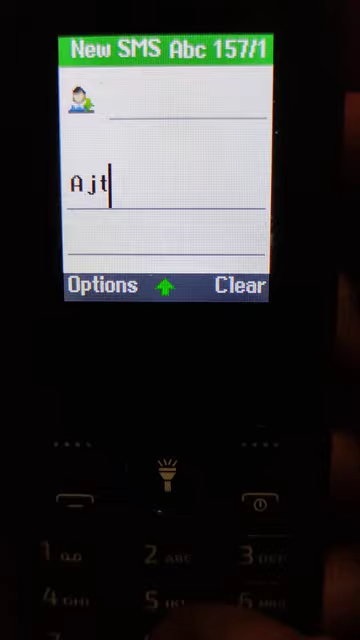 New SMS Abc 157/1
Ajt
Options Clear
1
2 ABC 3 DEF
4 GHI 5 JKL 6 MNO